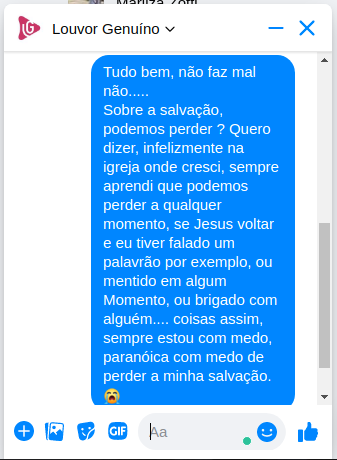 Louvor Genuíno
Tudo bem, não faz mal
não.....
Sobre a salvação,
podemos perder ? Quero
dizer, infelizmente na
igreja onde cresci, sempre
aprendi que podemos
perder a qualquer
momento, se Jesus voltar
e eu tiver falado um
palavrão por exemplo, ou
mentido em algum
Momento, ou brigado com
alguém.... coisas assim,
sempre estou com medo,
paranóica com medo de
perder a minha salvação.
😭
GIF
Aa